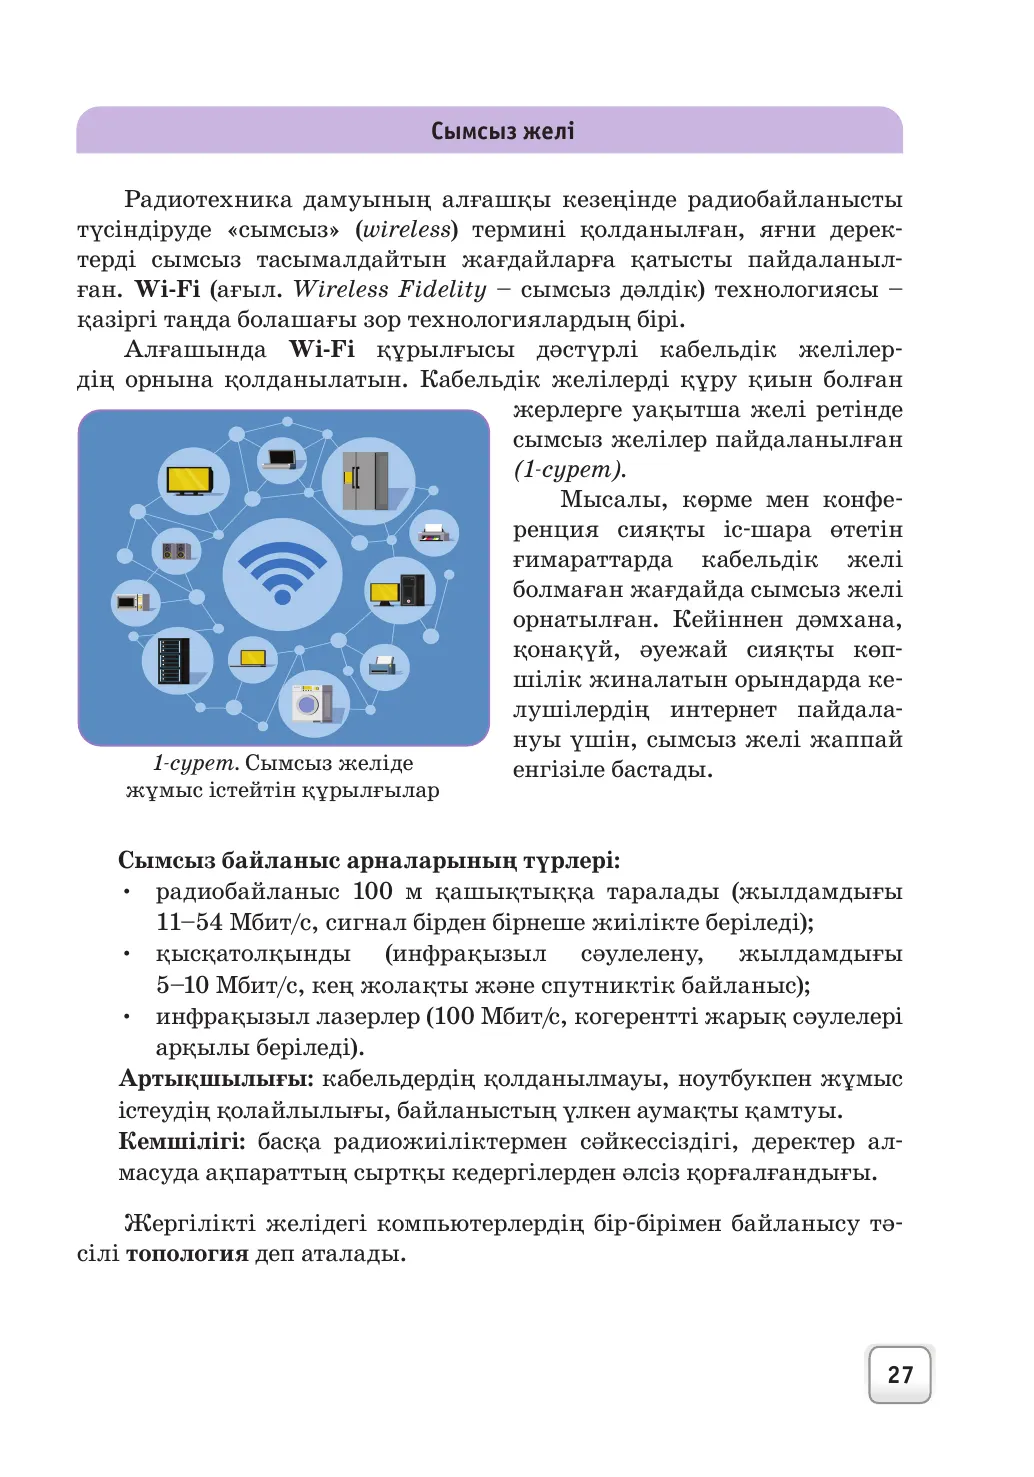 Сымсыз желі
Радиотехника дамуының алғашқы кезеңінде радиобайланысты
түсіндіруде «сымсыз» (wireless) термині қолданылған, яғни дерек-
терді сымсыз тасымалдайтын жағдайларға қатысты пайдаланыл-
ған. Wi-Fi (ағыл. Wireless Fidelity – сымсыз дәлдік) технологиясы –
қазіргі таңда болашағы зор технологиялардың бірі.
Алғашында Wi-Fi құрылғысы дәстүрлі кабельдік желілер-
дің орнына қолданылатын. Кабельдік желілерді құру қиын болған
жерлерге уақытша желі ретінде
сымсыз желілер пайдаланылған
(1-сурет).
Мысалы, көрме мен конфе-
ренция сияқты іс-шара өтетін
ғимараттарда кабельдік желі
болмаған жағдайда сымсыз желі
орнатылған. Кейіннен дәмхана,
қонақүй, әуежай сияқты көп-
шілік жиналатын орындарда ке-
лушілердің интернет пайдала-
нуы үшін, сымсыз желі жаппай
енгізіле бастады.
1-сурет. Сымсыз желіде
жұмыс істейтін құрылғылар
Сымсыз байланыс арналарының түрлері:
• радиобайланыс 100 м қашықтыққа таралады (жылдамдығы
11–54 Мбит/с, сигнал бірден бірнеше жиілікте беріледі);
• қысқатолқынды (инфрақызыл сәулелену, жылдамдығы
5–10 Мбит/с, кең жолақты және спутниктік байланыс);
• инфрақызыл лазерлер (100 Мбит/с, когерентті жарық сәулелері
арқылы беріледі).
Артықшылығы: кабельдердің қолданылмауы, ноутбукпен жұмыс
істеудің қолайлылығы, байланыстың үлкен аумақты қамтуы.
Кемшілігі: басқа радиожиіліктермен сәйкессіздігі, деректер ал-
масуда ақпараттың сыртқы кедергілерден әлсіз қорғалғандығы.
Жергілікті желідегі компьютерлердің бір-бірімен байланысу тә-
сілі топология деп аталады.
27